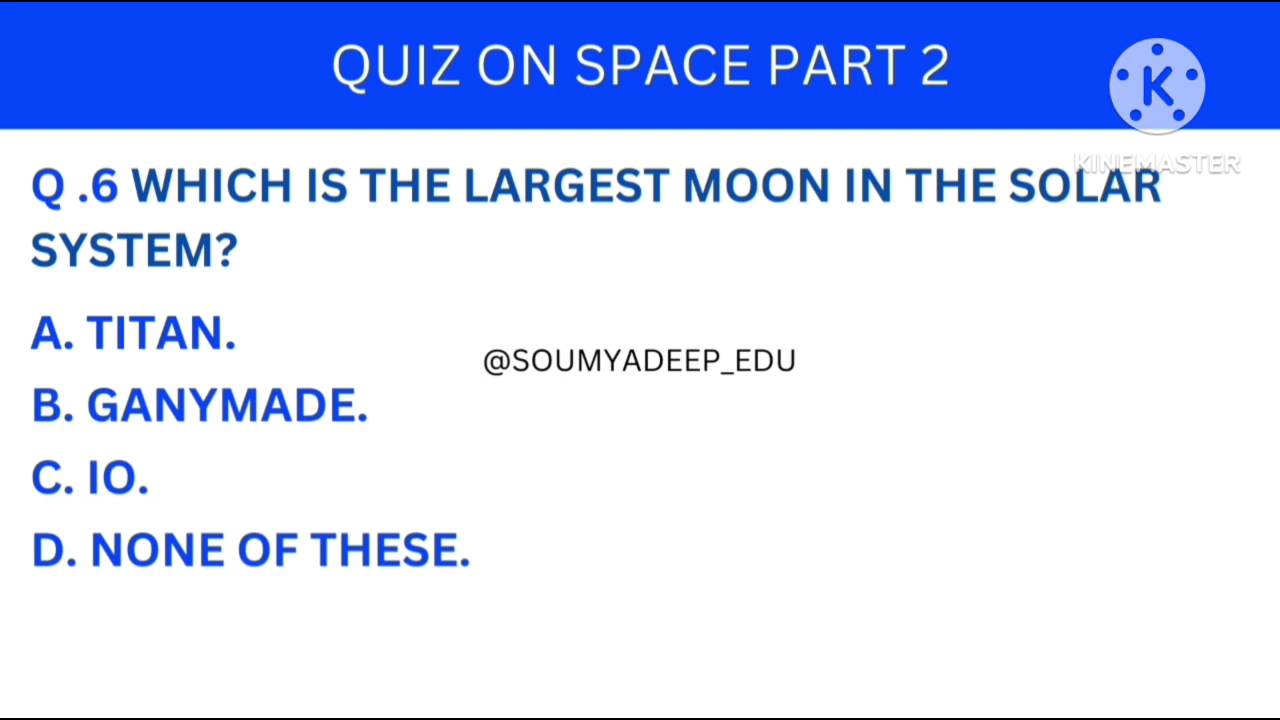 QUIZ ON SPACE PART 2
K
KINEMASTER
Q .6 WHICH IS THE LARGEST MOON IN THE SOLAR
SYSTEM?
A. TITAN.
@SOUMYADEEP_EDU
B. GANYMADE.
C. IO.
D. NONE OF THESE.